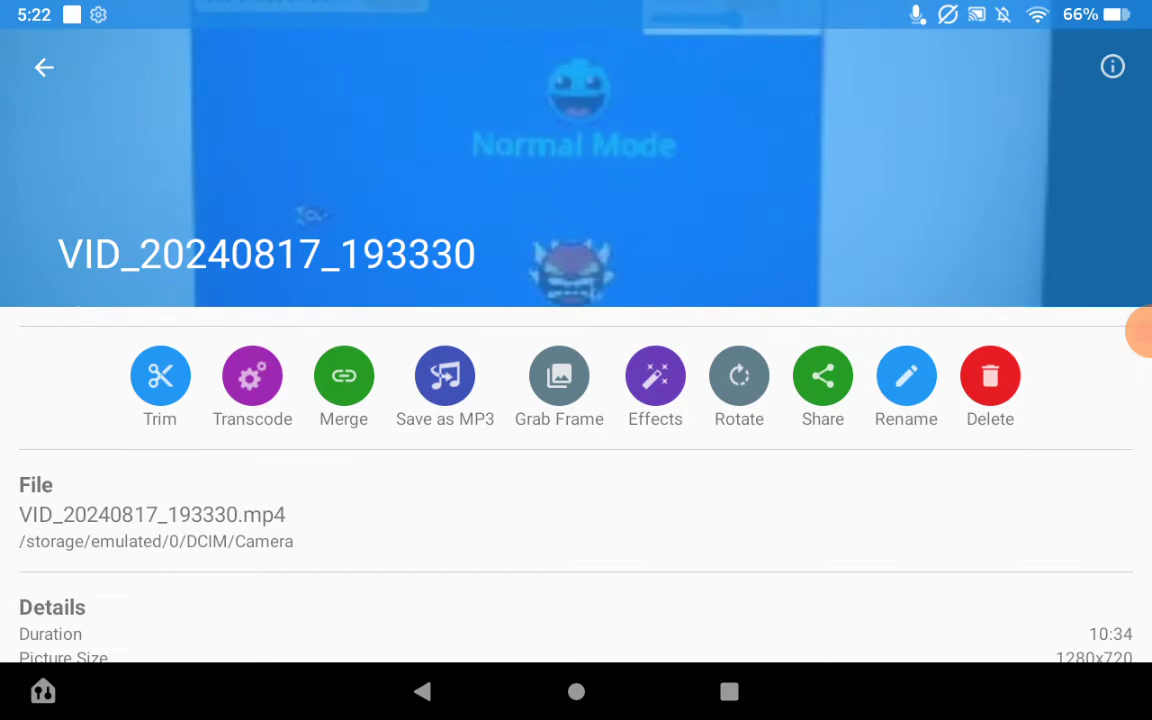 5:22
66%
Normal Mode
TCL
VID_20240817_193330
Trim
Transcode
Merge
Save as MP3
Grab Frame
Effects
Rotate
Share
Rename
Delete
File
VID_20240817_193330.mp4
/storage/emulated/0/DCIM/Camera
Details
Duration 10:34
Picture Size 1280x720